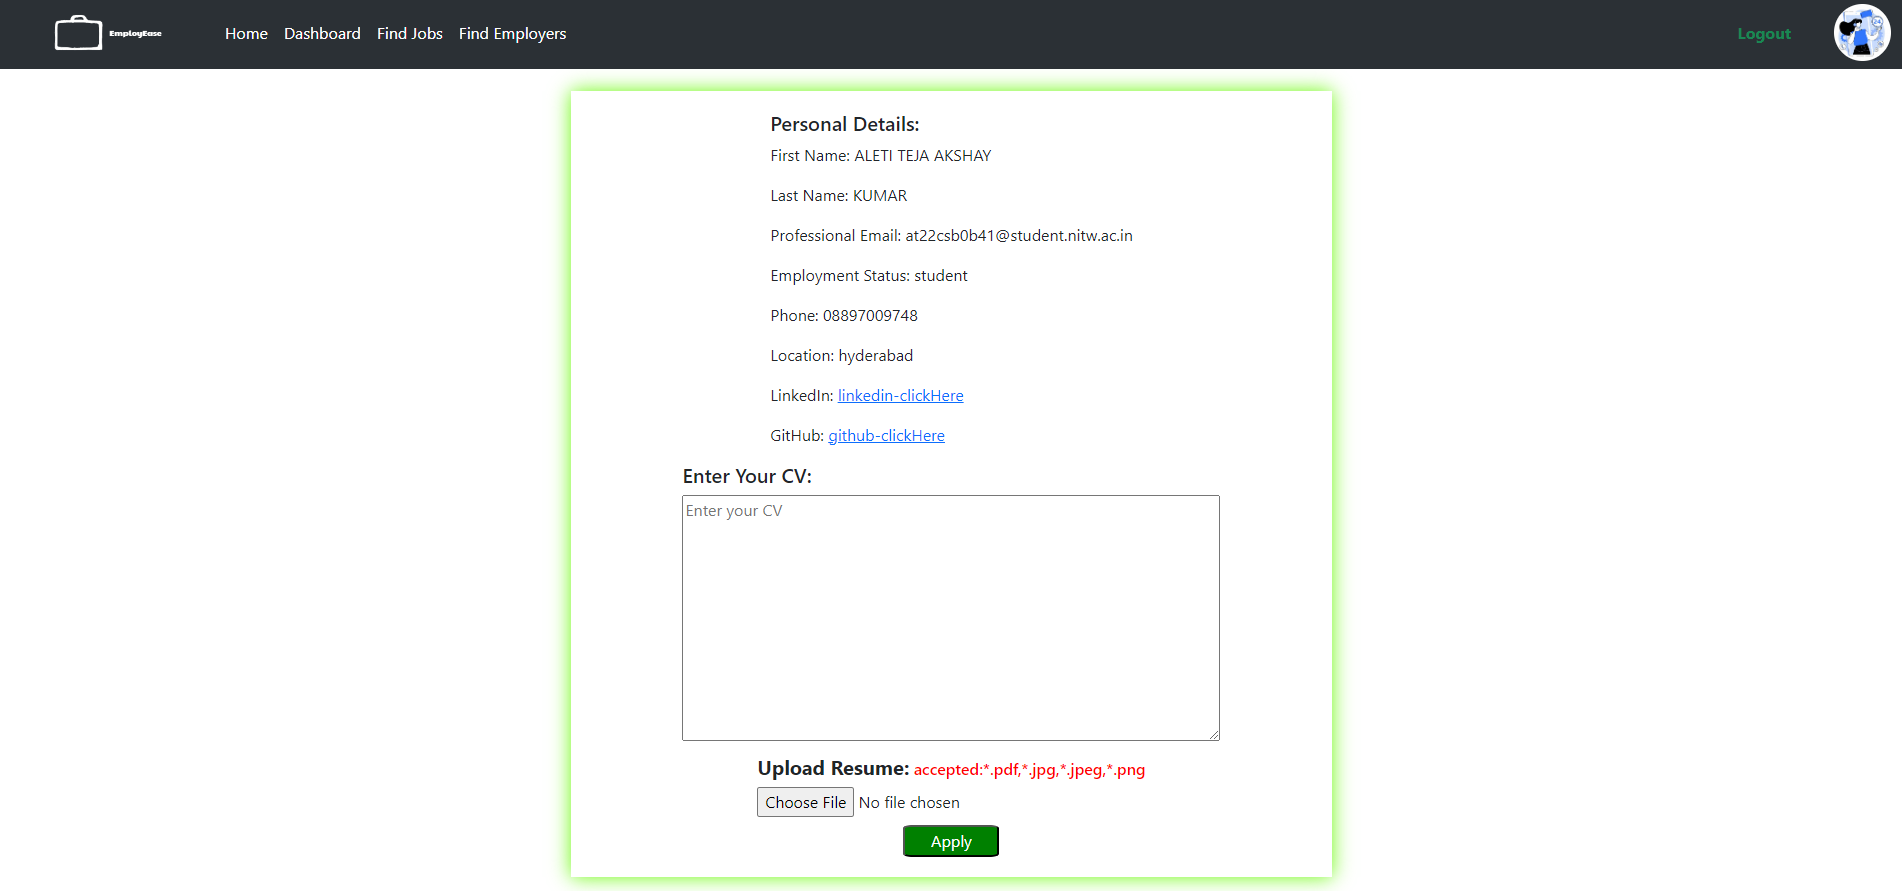 EmployEase
Home Dashboard Find Jobs Find Employers Logout
Personal Details:
First Name: ALETI TEJA AKSHAY
Last Name: KUMAR
Professional Email: at22csb0b41@student.nitw.ac.in
Employment Status: student
Phone: 08897009748
Location: hyderabad
LinkedIn: linkedin-clickHere
GitHub: github-clickHere
Enter Your CV:
Enter your CV
Upload Resume: accepted:*.pdf,*.jpg,*.jpeg,*.png
Choose File No file chosen
Apply